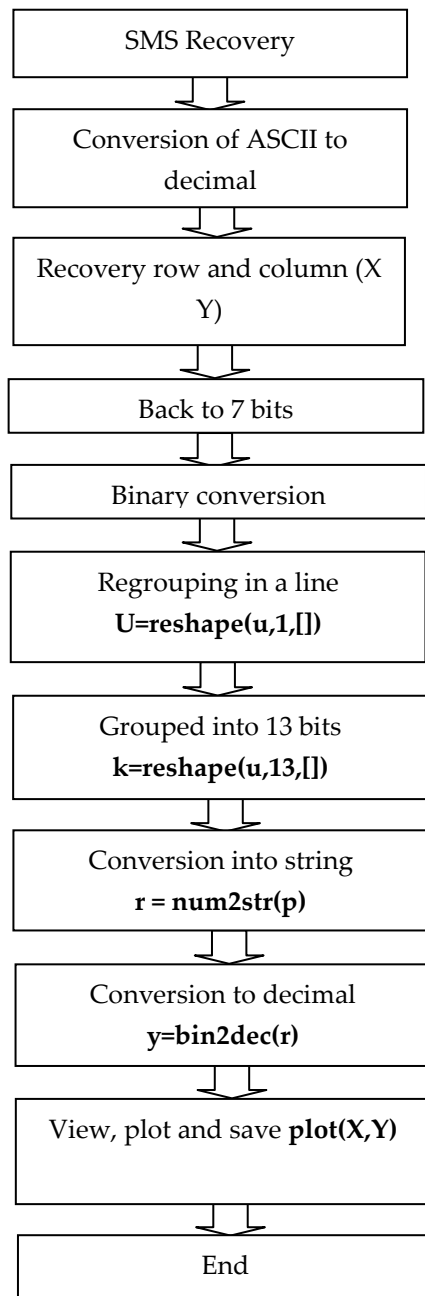 SMS Recovery
Conversion of ASCII to
decimal
Recovery row and column (X
Y)
Back to 7 bits
Binary conversion
Regrouping in a line
U=reshape(u,1,[])
Grouped into 13 bits
k=reshape(u,13,[])
Conversion into string
r = num2str(p)
Conversion to decimal
y=bin2dec(r)
View, plot and save plot(X,Y)
End